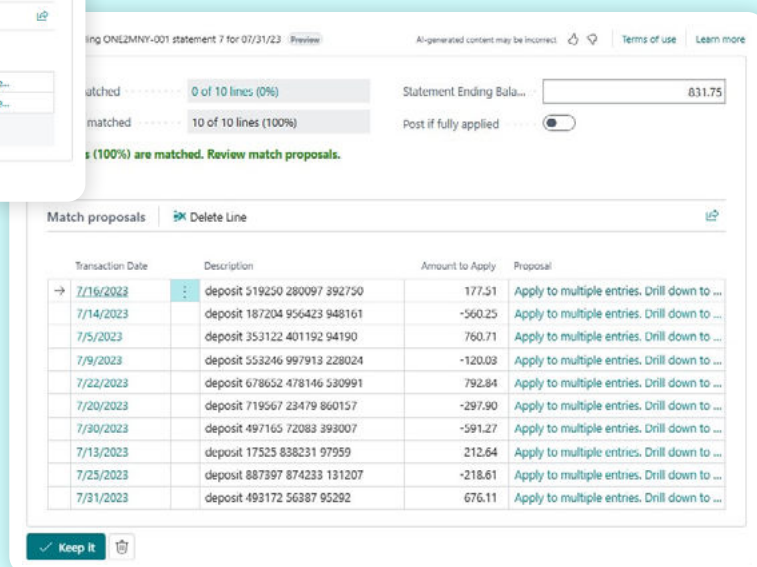 e...
e...
ing ONE2MNY-001 statement 7 for 07/31/23 Preview
AI-generated content may be incorrect
Terms of use
Learn more
atched 0 of 10 lines (0%)
Statement Ending Bala... 831.75
matched 10 of 10 lines (100%)
Post if fully applied
s (100%) are matched. Review match proposals.
Match proposals Delete Line
Transaction Date Description Amount to Apply Proposal
7/16/2023 deposit 519250 280097 392750 177.51 Apply to multiple entries. Drill down to ...
7/14/2023 deposit 187204 956423 948161 -560.25 Apply to multiple entries. Drill down to ...
7/5/2023 deposit 353122 401192 94190 760.71 Apply to multiple entries. Drill down to ...
7/9/2023 deposit 553246 997913 228024 -120.03 Apply to multiple entries. Drill down to ...
7/22/2023 deposit 678652 478146 530991 792.84 Apply to multiple entries. Drill down to ...
7/20/2023 deposit 719567 23479 860157 -297.90 Apply to multiple entries. Drill down to ...
7/30/2023 deposit 497165 72083 393007 -591.27 Apply to multiple entries. Drill down to ...
7/13/2023 deposit 17525 838231 97959 212.64 Apply to multiple entries. Drill down to ...
7/25/2023 deposit 887397 874233 131207 -218.61 Apply to multiple entries. Drill down to ...
7/31/2023 deposit 493172 56387 95292 676.11 Apply to multiple entries. Drill down to ...
Keep it